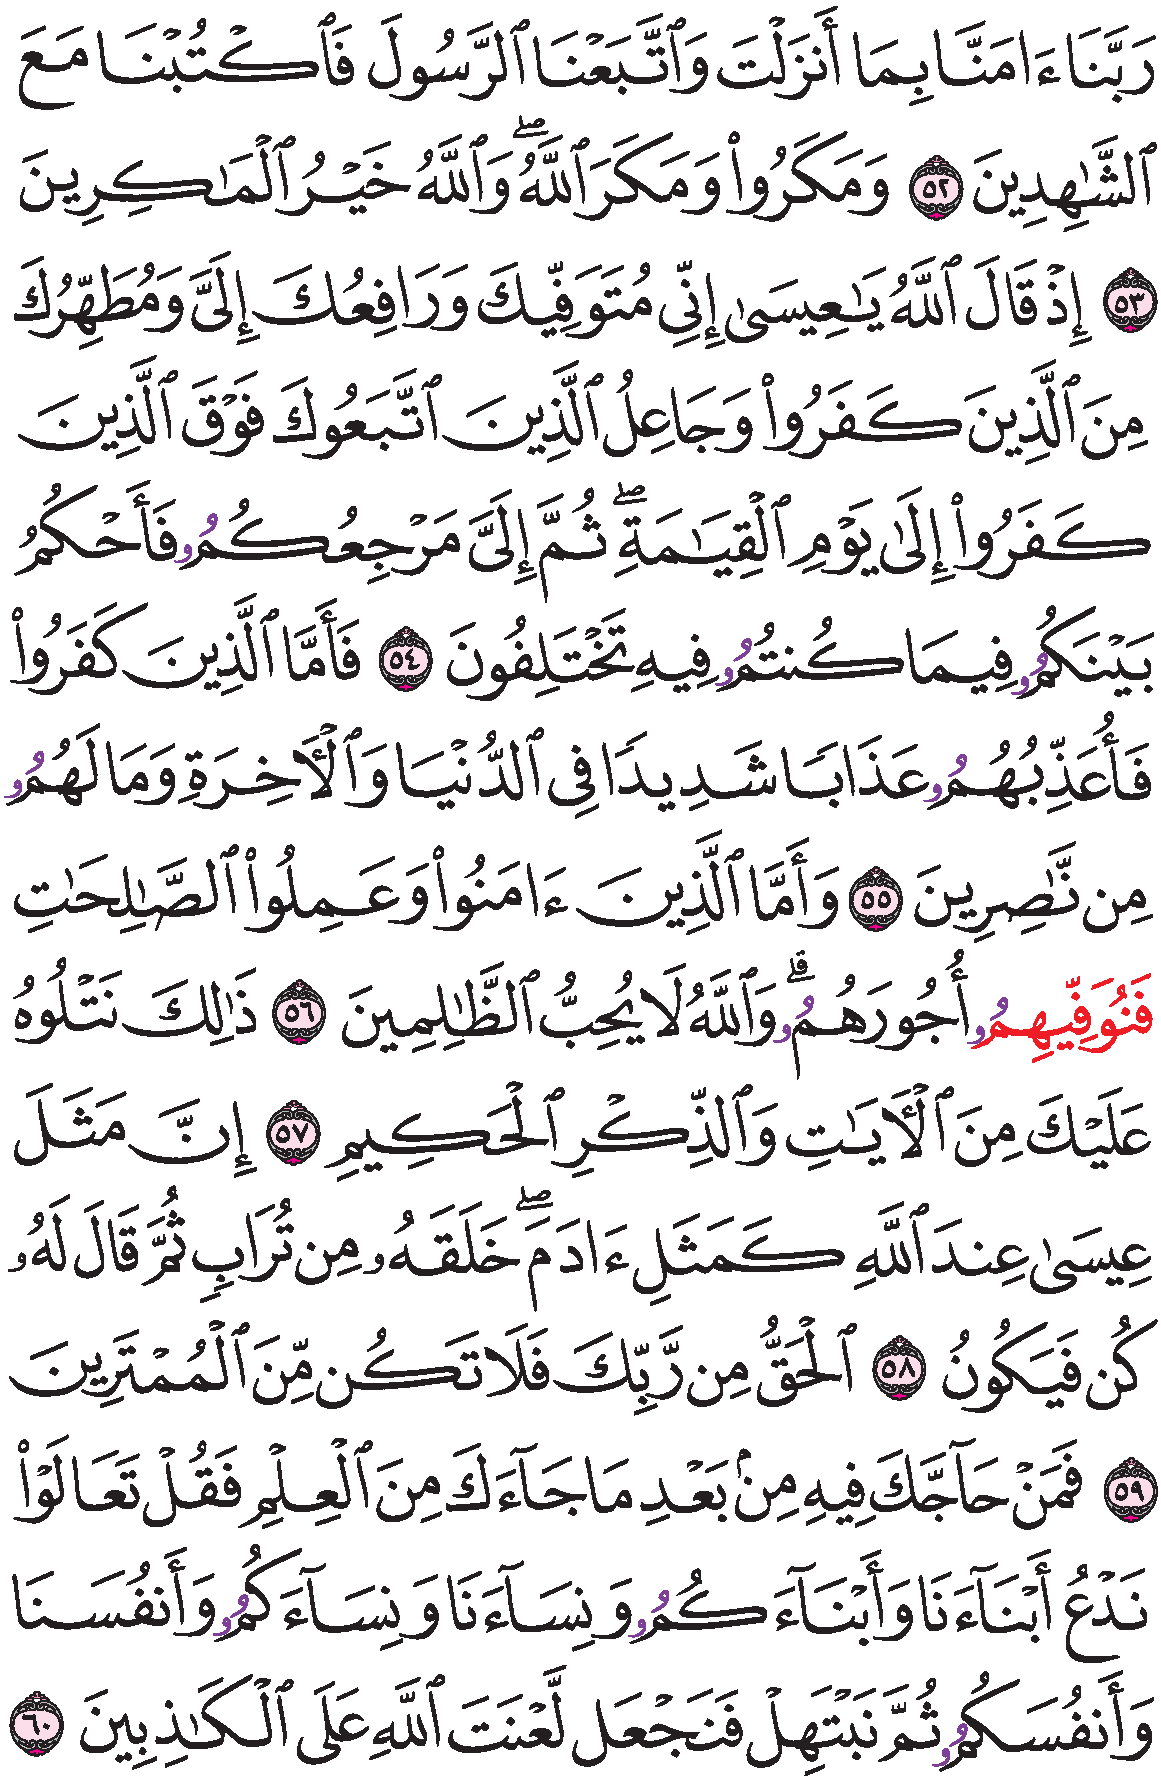 رَبَّنَآ ءَامَنَّا بِمَآ أَنزَلْتَ وَٱتَّبَعْنَا ٱلرَّسُولَ فَٱكْتُبْنَا مَعَ
ٱلشَّٰهِدِينَ ٥٢ وَمَكَرُواْ وَمَكَرَ ٱللَّهُۖ وَٱللَّهُ خَيْرُ ٱلْمَٰكِرِينَ
٥٣ إِذْ قَالَ ٱللَّهُ يَٰعِيسَىٰ إِنِّي مُتَوَفِّيكَ وَرَافِعُكَ إِلَيَّ وَمُطَهِّرُكَ
مِنَ ٱلَّذِينَ كَفَرُواْ وَجَاعِلُ ٱلَّذِينَ ٱتَّبَعُوكَ فَوْقَ ٱلَّذِينَ
كَفَرُواْ إِلَىٰ يَوْمِ ٱلْقِيَٰمَةِۖ ثُمَّ إِلَيَّ مَرْجِعُكُمُۥ فَأَحْكُمُ
بَيْنَكُمُۥ فِيمَا كُنتُمُۥ فِيهِ تَخْتَلِفُونَ ٥٤ فَأَمَّا ٱلَّذِينَ كَفَرُواْ
فَأُعَذِّبُهُمُۥ عَذَابٗا شَدِيدٗا فِي ٱلدُّنْيَا وَٱلْأٓخِرَةِ وَمَا لَهُمُۥ
مِن نَّٰصِرِينَ ٥٥ وَأَمَّا ٱلَّذِينَ ءَامَنُواْ وَعَمِلُواْ ٱلصَّٰلِحَٰتِ
فَنُوَفِّيهِمُۥ أُجُورَهُمُۥۗ وَٱللَّهُ لَا يُحِبُّ ٱلظَّٰلِمِينَ ٥٦ ذَٰلِكَ نَتْلُوهُ
عَلَيْكَ مِنَ ٱلْأٓيَٰتِ وَٱلذِّكْرِ ٱلْحَكِيمِ ٥٧ إِنَّ مَثَلَ
عِيسَىٰ عِندَ ٱللَّهِ كَمَثَلِ ءَادَمَۖ خَلَقَهُۥ مِن تُرَابٖ ثُمَّ قَالَ لَهُۥ
كُن فَيَكُونُ ٥٨ ٱلْحَقُّ مِن رَّبِّكَ فَلَا تَكُن مِّنَ ٱلْمُمْتَرِينَ
٥٩ فَمَنْ حَآجَّكَ فِيهِ مِنۢ بَعْدِ مَا جَآءَكَ مِنَ ٱلْعِلْمِ فَقُلْ تَعَالَوْاْ
نَدْعُ أَبْنَآءَنَا وَأَبْنَآءَكُمُۥ وَنِسَآءَنَا وَنِسَآءَكُمُۥ وَأَنفُسَنَا
وَأَنفُسَكُمُۥ ثُمَّ نَبْتَهِلْ فَنَجْعَل لَّعْنَتَ ٱللَّهِ عَلَى ٱلْكَٰذِبِينَ ٦٠